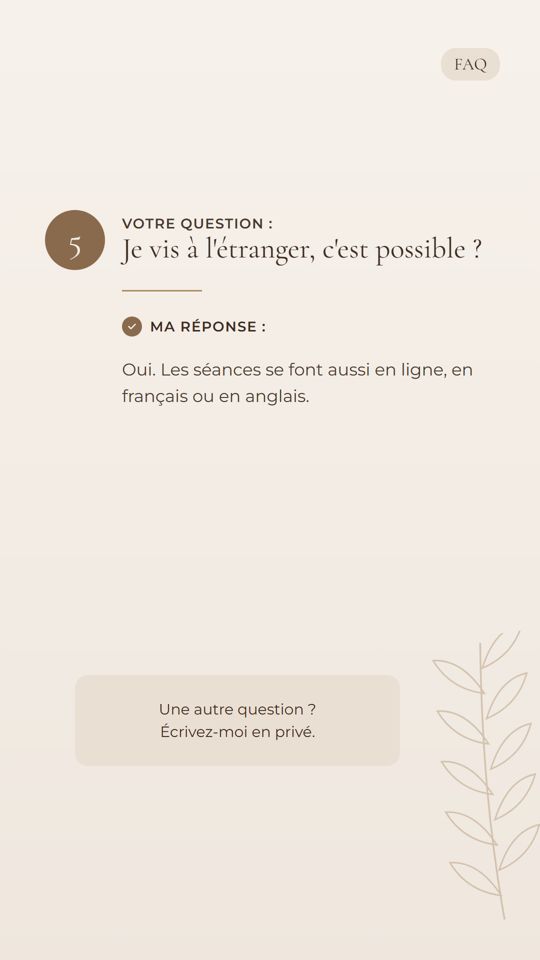 FAQ
5
VOTRE QUESTION :
Je vis à l'étranger, c'est possible ?
MA RÉPONSE :
Oui. Les séances se font aussi en ligne, en
français ou en anglais.
Une autre question ?
Écrivez-moi en privé.